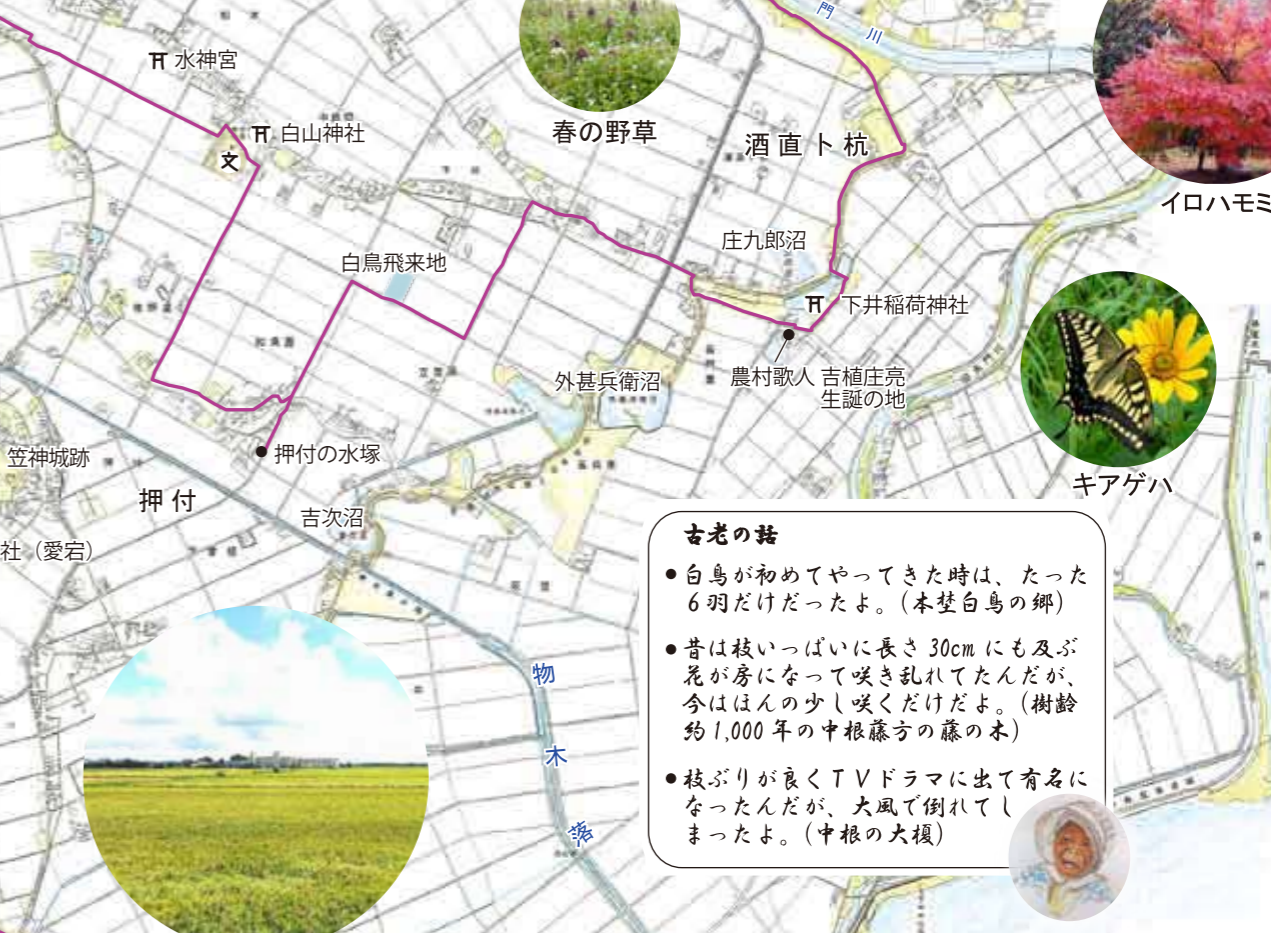 門
川
水神宮
白山神社
文
春の野草
酒直卜杭
イロハモミ
庄九郎沼
白鳥飛来地
下井稲荷神社
外甚兵衛沼
農村歌人 吉植庄亮
生誕の地
キアゲハ
笠神城跡
押付の水塚
押付
吉次沼
社（愛宕）
物
木
落
古老の話
●白鳥が初めてやってきた時は、たった
6羽だけだったよ。(本埜白鳥の郷)
●昔は枝いっぱいに長さ 30cm にも及ぶ
花が房になって咲き乱れてたんだが、
今はほんの少し咲くだけだよ。(樹齢
約 1,000 年の中根藤方の藤の木)
●枝ぶりが良くＴＶドラマに出て有名に
なったんだが、大風で倒れてし
まったよ。(中根の大榎)